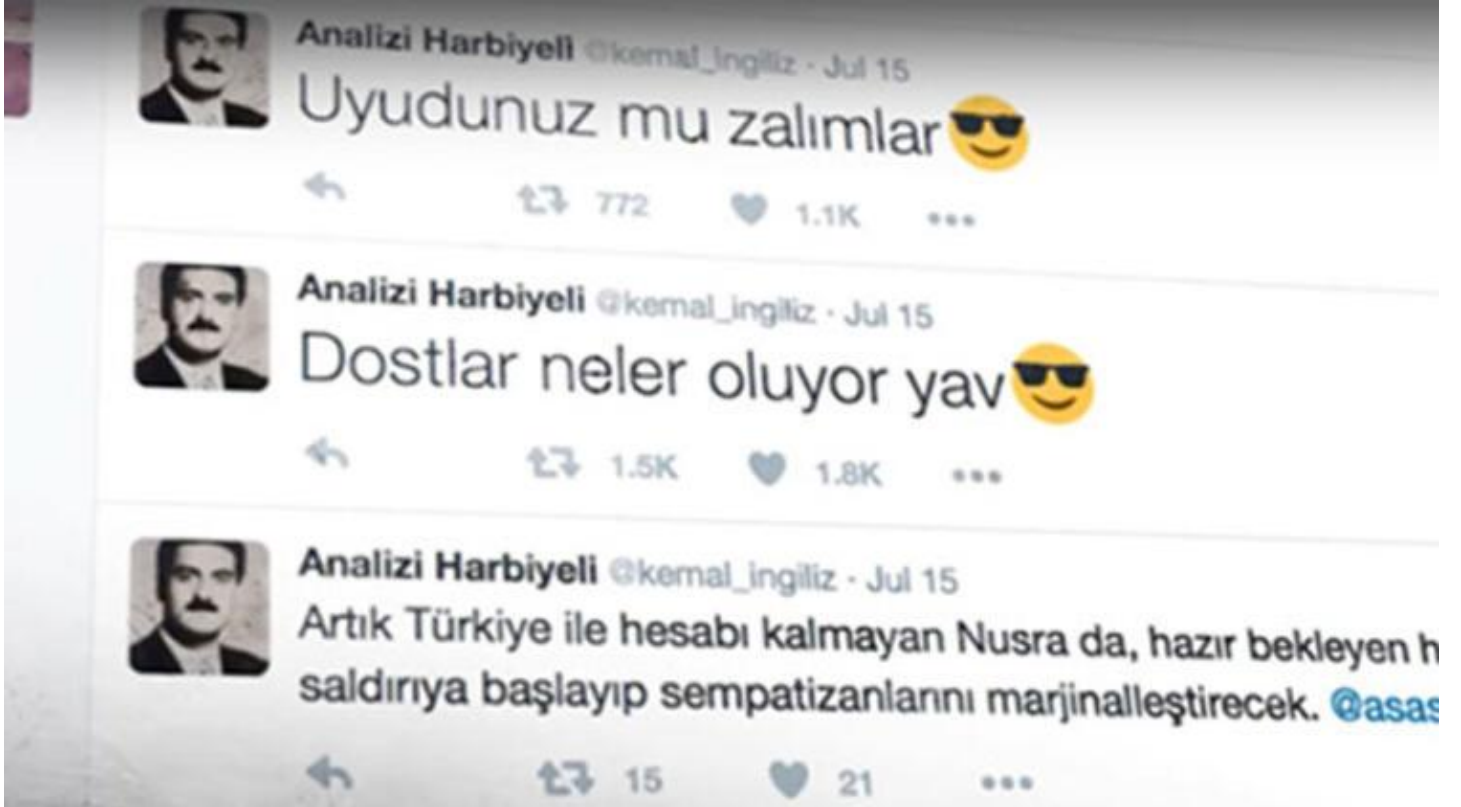 Analizi Harbiyeli @kemal_ingiliz · Jul 15
Uyudunuz mu zalımlar😎
772 1.1K
Analizi Harbiyeli @kemal_ingiliz · Jul 15
Dostlar neler oluyor yav😎
1.5K 1.8K
Analizi Harbiyeli @kemal_ingiliz · Jul 15
Artık Türkiye ile hesabı kalmayan Nusra da, hazır bekleyen
saldırıya başlayıp sempatizanlarını marjinalleştirecek. @asas
15 21